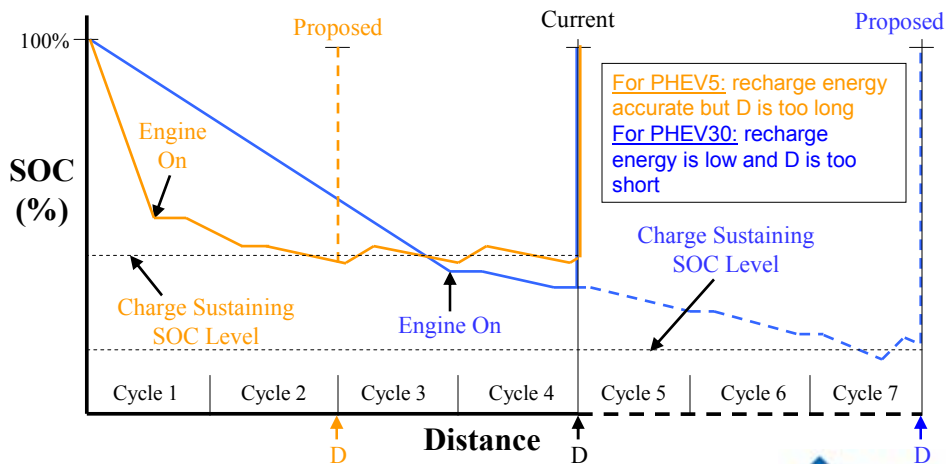 Proposed
Current
Proposed
100%
For PHEV5: recharge energy
accurate but D is too long
For PHEV30: recharge
energy is low and D is too
short
Engine
On
SOC
(%)
Charge Sustaining
SOC Level
Charge Sustaining
SOC Level
Engine On
Cycle 1
Cycle 2
Cycle 3
Cycle 4
Cycle 5
Cycle 6
Cycle 7
Distance
D
D
D